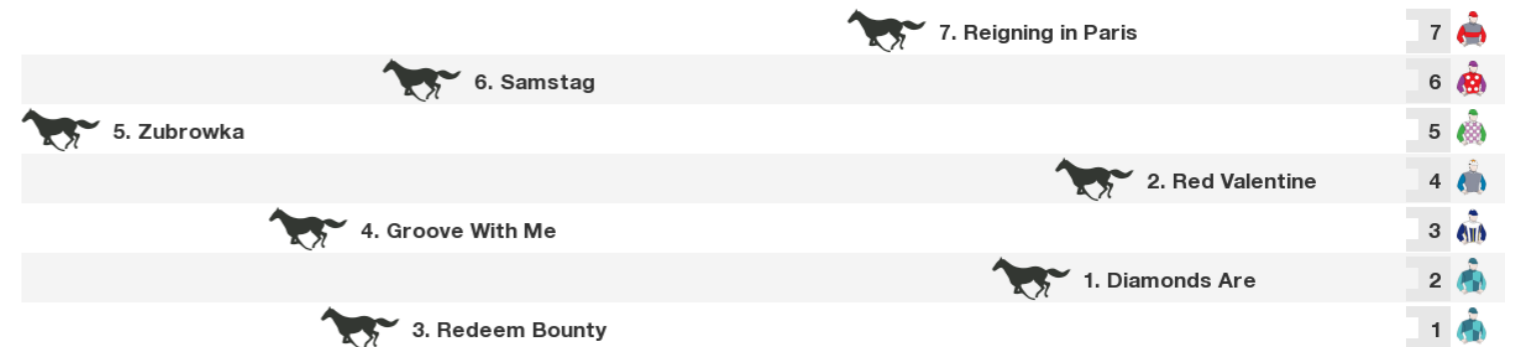 7. Reigning in Paris 7
6. Samstag 6
5. Zubrowka 5
2. Red Valentine 4
4. Groove With Me 3
1. Diamonds Are 2
3. Redeem Bounty 1